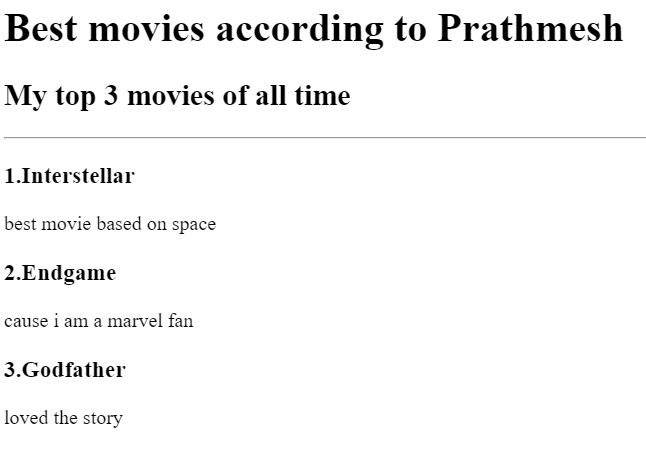 Best movies according to Prathmesh
My top 3 movies of all time
1.Interstellar
best movie based on space
2.Endgame
cause i am a marvel fan
3.Godfather
loved the story